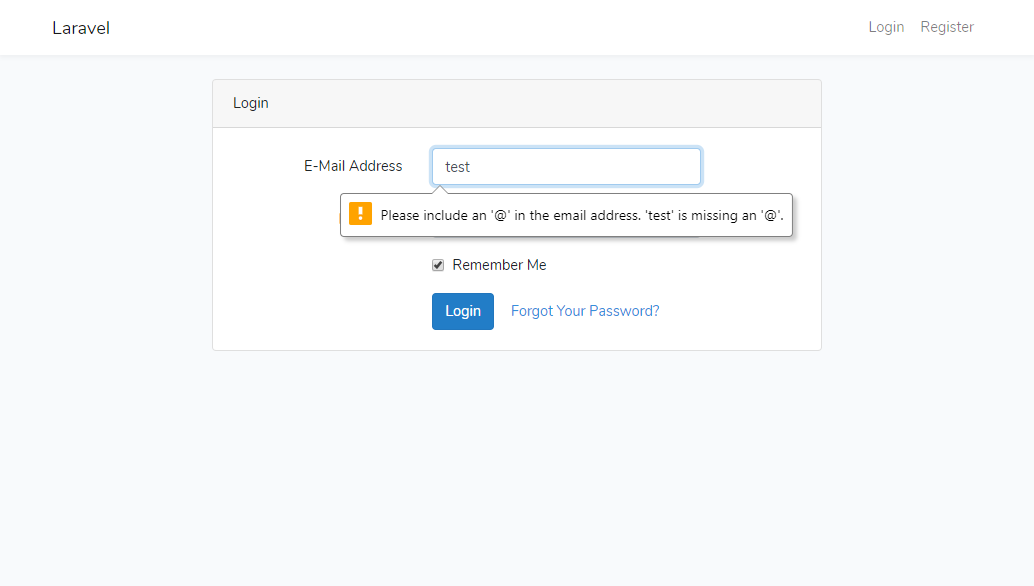 Laravel
Login Register
Login
E-Mail Address test
Please include an '@' in the email address. 'test' is missing an '@'.
Remember Me
Login Forgot Your Password?